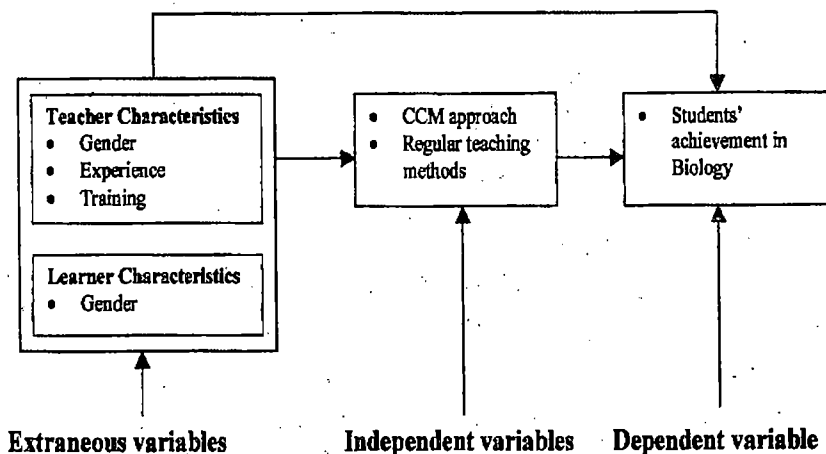 Teacher Characteristics
• Gender
• Experience
• Training
Learner Characteristics
• Gender
• CCM approach
• Regular teaching
methods
• Students'
achievement in
Biology
Extraneous variables
Independent variables
Dependent variable